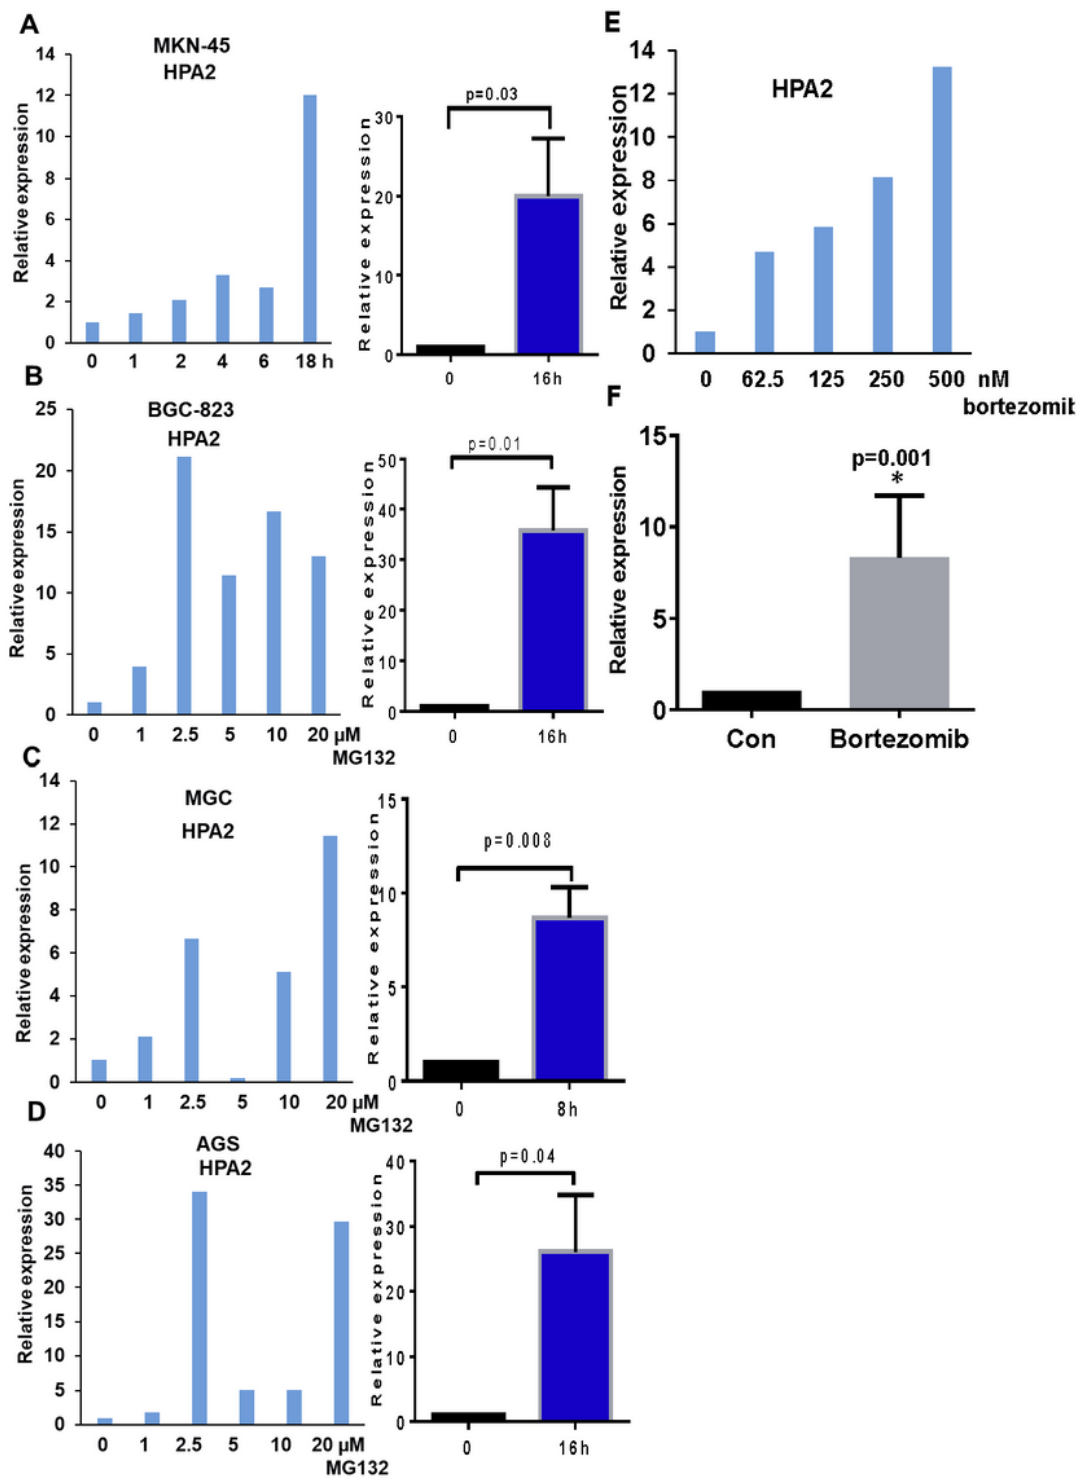 A
MKN-45
HPA2
Relative expression
14
12
10
8
6
4
2
0
0 1 2 4 6 18 h
p=0.03
Relative expression
30
20
10
0
0 16h
B
BGC-823
HPA2
Relative expression
25
20
15
10
5
0
0 1 2.5 5 10 20 µM
MG132
p=0.01
Relative expression
50
40
30
20
10
0
0 16h
C
MGC
HPA2
Relative expression
14
12
10
8
6
4
2
0
0 1 2.5 5 10 20 µM
MG132
p=0.008
Relative expression
15
10
5
0
0 8h
D
AGS
HPA2
Relative expression
40
35
30
25
20
15
10
5
0
0 1 2.5 5 10 20 µM
MG132
p=0.04
Relative expression
40
30
20
10
0
0 16h
E
HPA2
Relative expression
14
12
10
8
6
4
2
0
0 62.5 125 250 500 nM
bortezomib
F
p=0.001
*
Relative expression
15
10
5
0
Con Bortezomib